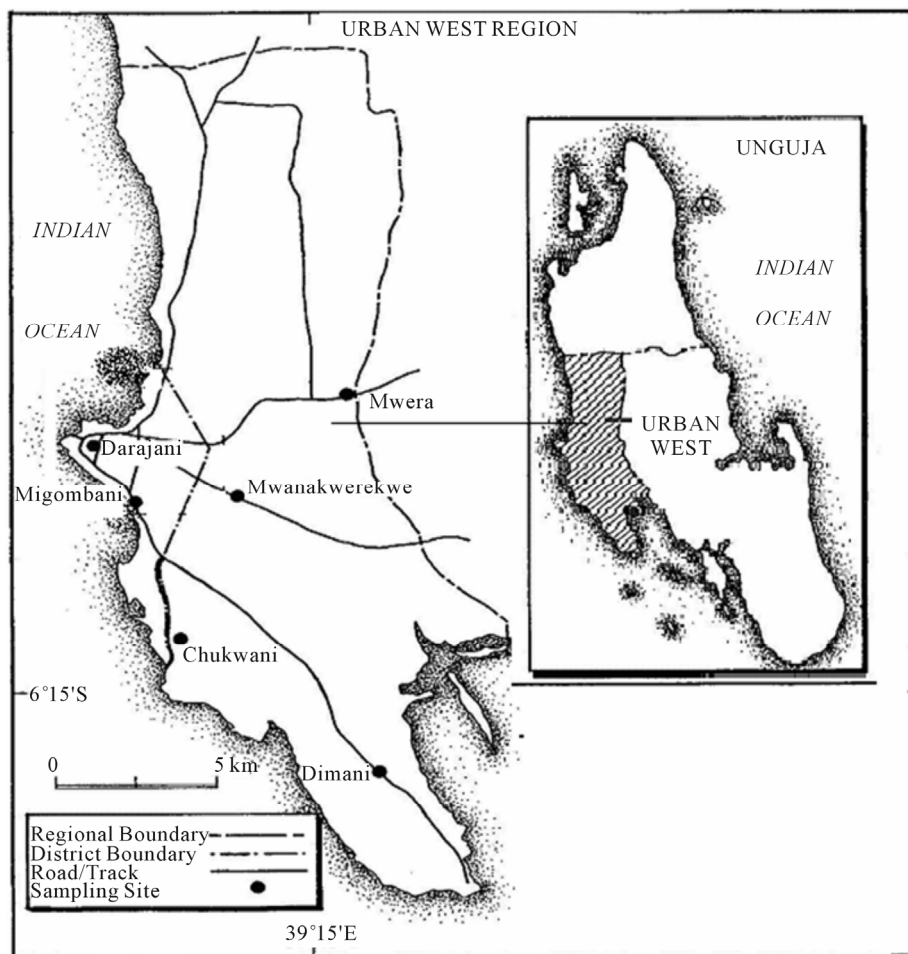 URBAN WEST REGION
UNGUJA
INDIAN
OCEAN
INDIAN
OCEAN
Mwera
URBAN
WEST
Darajani
Migombani
Mwanakwerekwe
Chukwani
6°15'S
0 5 km
Dimani
Regional Boundary
District Boundary
Road/Track
Sampling Site
39°15'E